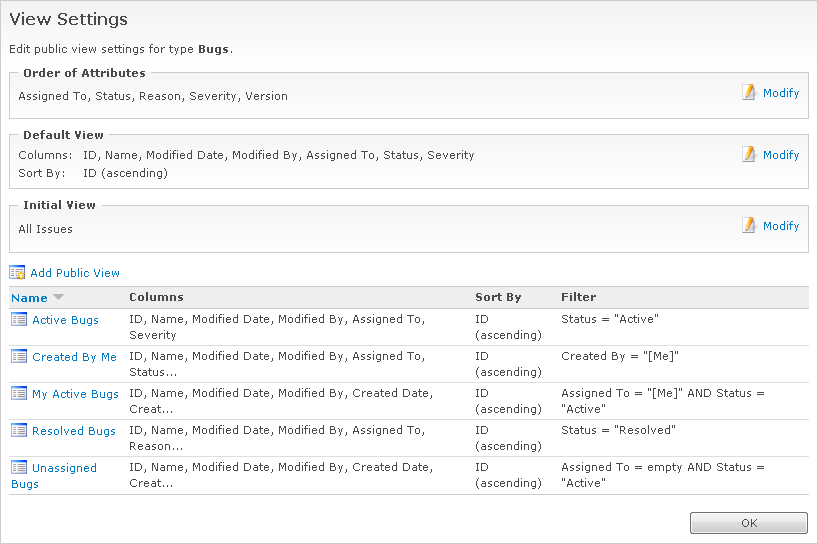 View Settings
Edit public view settings for type Bugs.
Order of Attributes
Assigned To, Status, Reason, Severity, Version
Modify
Default View
Columns: ID, Name, Modified Date, Modified By, Assigned To, Status, Severity
Modify
Sort By: ID (ascending)
Initial View
All Issues
Modify
Add Public View
Name Columns Sort By Filter
Active Bugs ID, Name, Modified Date, Modified By, Assigned To, ID Status = "Active"
Severity (ascending)
Created By Me ID, Name, Modified Date, Modified By, Assigned To, ID Created By = "[Me]"
Status... (ascending)
My Active Bugs ID, Name, Modified Date, Modified By, Created Date, ID Assigned To = "[Me]" AND Status =
Creat... (ascending) "Active"
Resolved Bugs ID, Name, Modified Date, Modified By, Assigned To, ID Status = "Resolved"
Reason... (ascending)
Unassigned ID, Name, Modified Date, Modified By, Created Date, ID Assigned To = empty AND Status =
Bugs Creat... (ascending) "Active"
OK